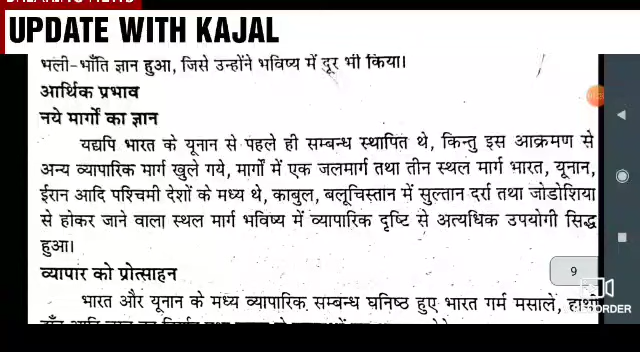 UPDATE WITH KAJAL
भली-भाँति ज्ञान हुआ, जिसे उन्होंने भविष्य में दूर भी किया।
आर्थिक प्रभाव
नये मार्गों का ज्ञान
यद्यपि भारत के यूनान से पहले ही सम्बन्ध स्थापित थे, किन्तु इस आक्रमण से
अन्य व्यापारिक मार्ग खुले गये, मार्गों में एक जलमार्ग तथा तीन स्थल मार्ग भारत, यूनान,
ईरान आदि पश्चिमी देशों के मध्य थे, काबुल, बलूचिस्तान में सुल्तान दर्रा तथा जोडोशिया
से होकर जाने वाला स्थल मार्ग भविष्य में व्यापारिक दृष्टि से अत्यधिक उपयोगी सिद्ध
हुआ।
व्यापार को प्रोत्साहन
9
भारत और यूनान के मध्य व्यापारिक सम्बन्ध घनिष्ठ हुए भारत गर्म मसाले, हाथी
RECORDER